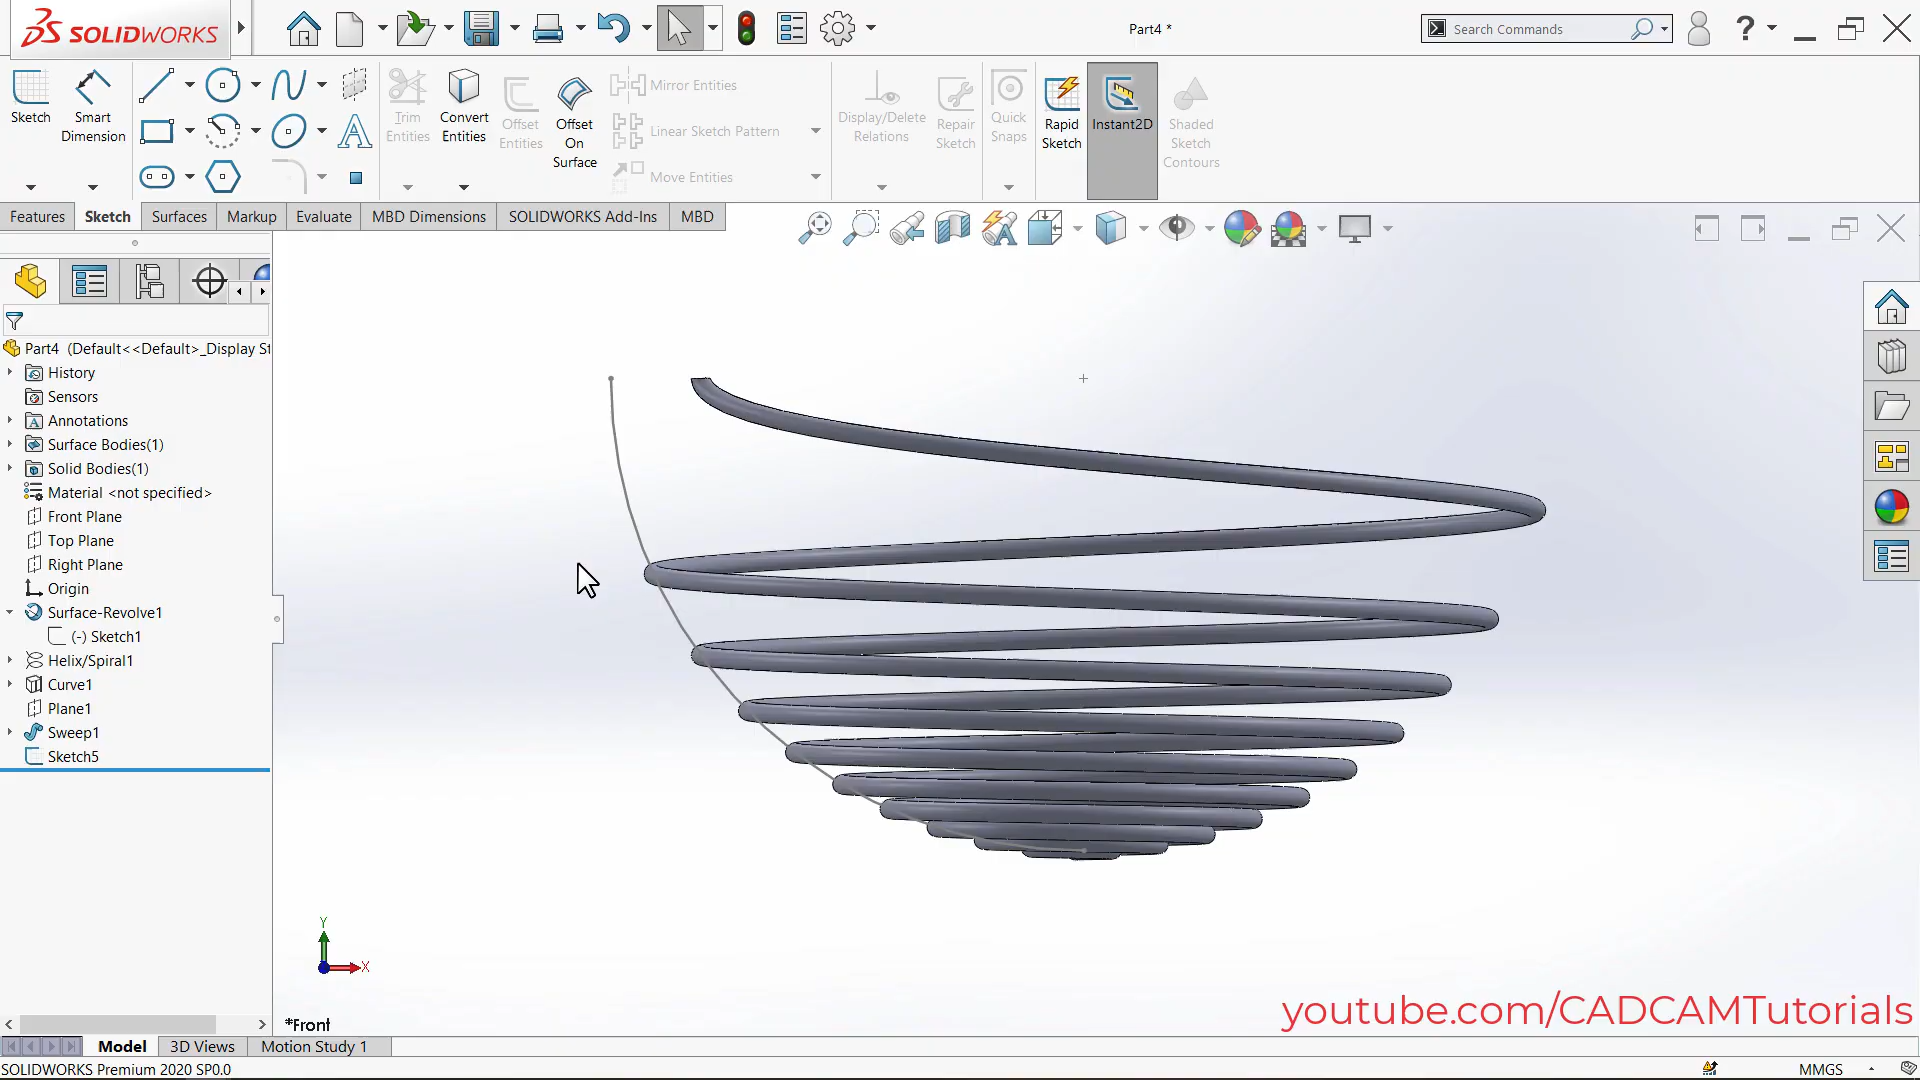 SOLIDWORKS
Part4 *
Search Commands
Sketch
Smart Dimension
Trim Entities
Convert Entities
Offset Entities
Offset On Surface
Mirror Entities
Linear Sketch Pattern
Move Entities
Display/Delete Relations
Repair Sketch
Quick Snaps
Rapid Sketch
Instant2D
Shaded Sketch Contours
Features
Sketch
Surfaces
Markup
Evaluate
MBD Dimensions
SOLIDWORKS Add-Ins
MBD
Part4 (Default<<Default>_Display St
History
Sensors
Annotations
Surface Bodies(1)
Solid Bodies(1)
Material <not specified>
Front Plane
Top Plane
Right Plane
Origin
Surface-Revolve1
(-) Sketch1
Helix/Spiral1
Curve1
Plane1
Sweep1
Sketch5
Y
X
*Front
youtube.com/CADCAMTutorials
Model
3D Views
Motion Study 1
SOLIDWORKS Premium 2020 SP0.0
MMGS